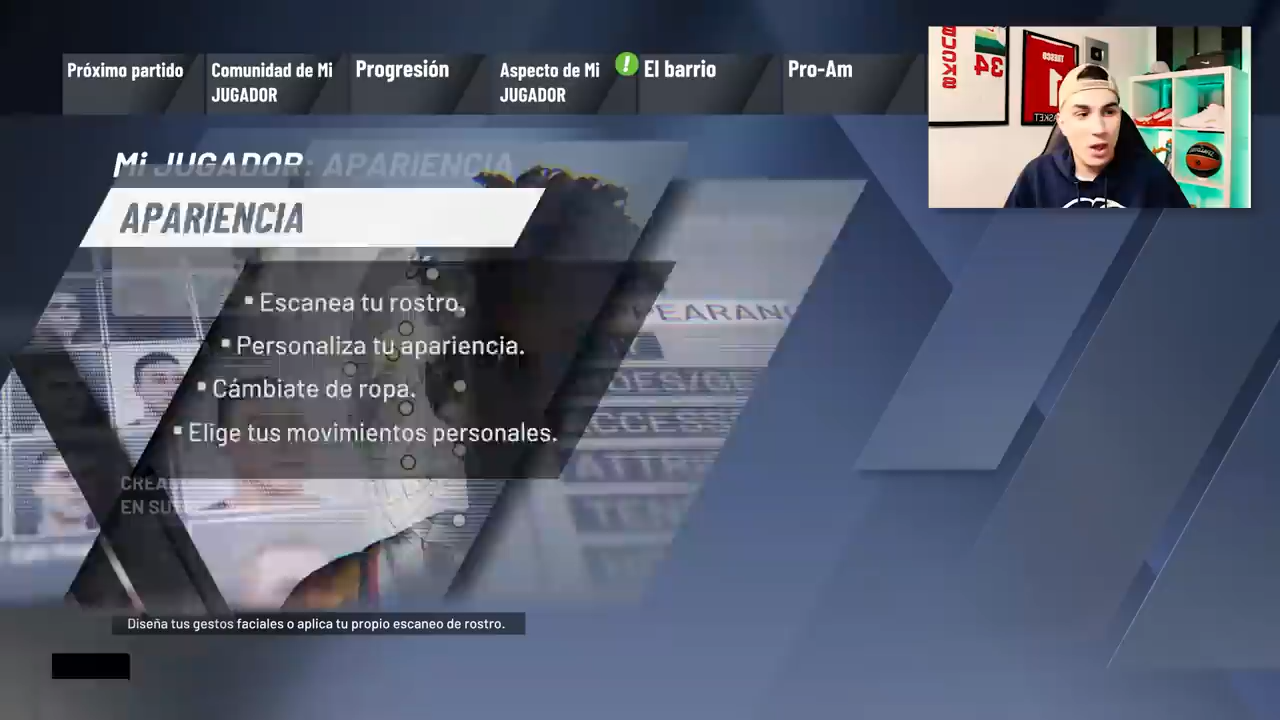 Próximo partido
Comunidad de Mi
JUGADOR
Progresión
Aspecto de Mi
JUGADOR
!
El barrio
Pro-Am
Mi JUGADOR: APARIENCIA
APARIENCIA
▪ Escanea tu rostro.
▪ Personaliza tu apariencia.
▪ Cámbiate de ropa.
▪ Elige tus movimientos personales.
Diseña tus gestos faciales o aplica tu propio escaneo de rostro.
34